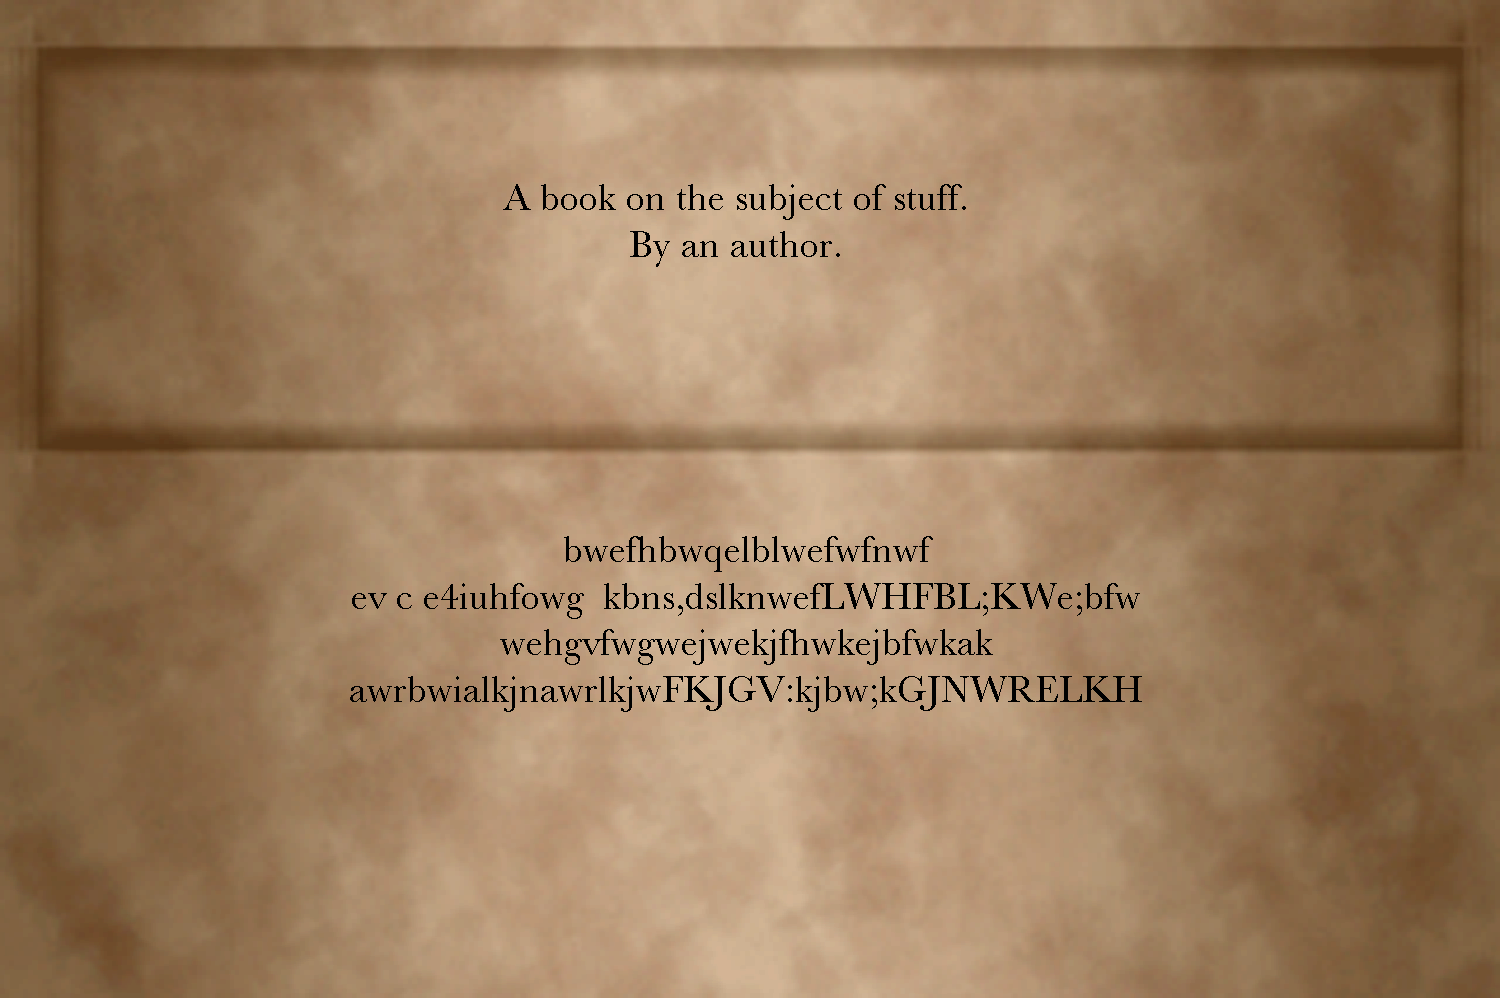 A book on the subject of stuff.
By an author.
bwefhbwqelblwefwfnwf
ev c e4iuhfowg  kbns,dslknwefLWHFBL;KWe;bfw
wehgvfwgwejwekjfhwkejbfwkak
awrbwialkjnawrlkjwFKJGV:kjbw;kGJNWRELKH